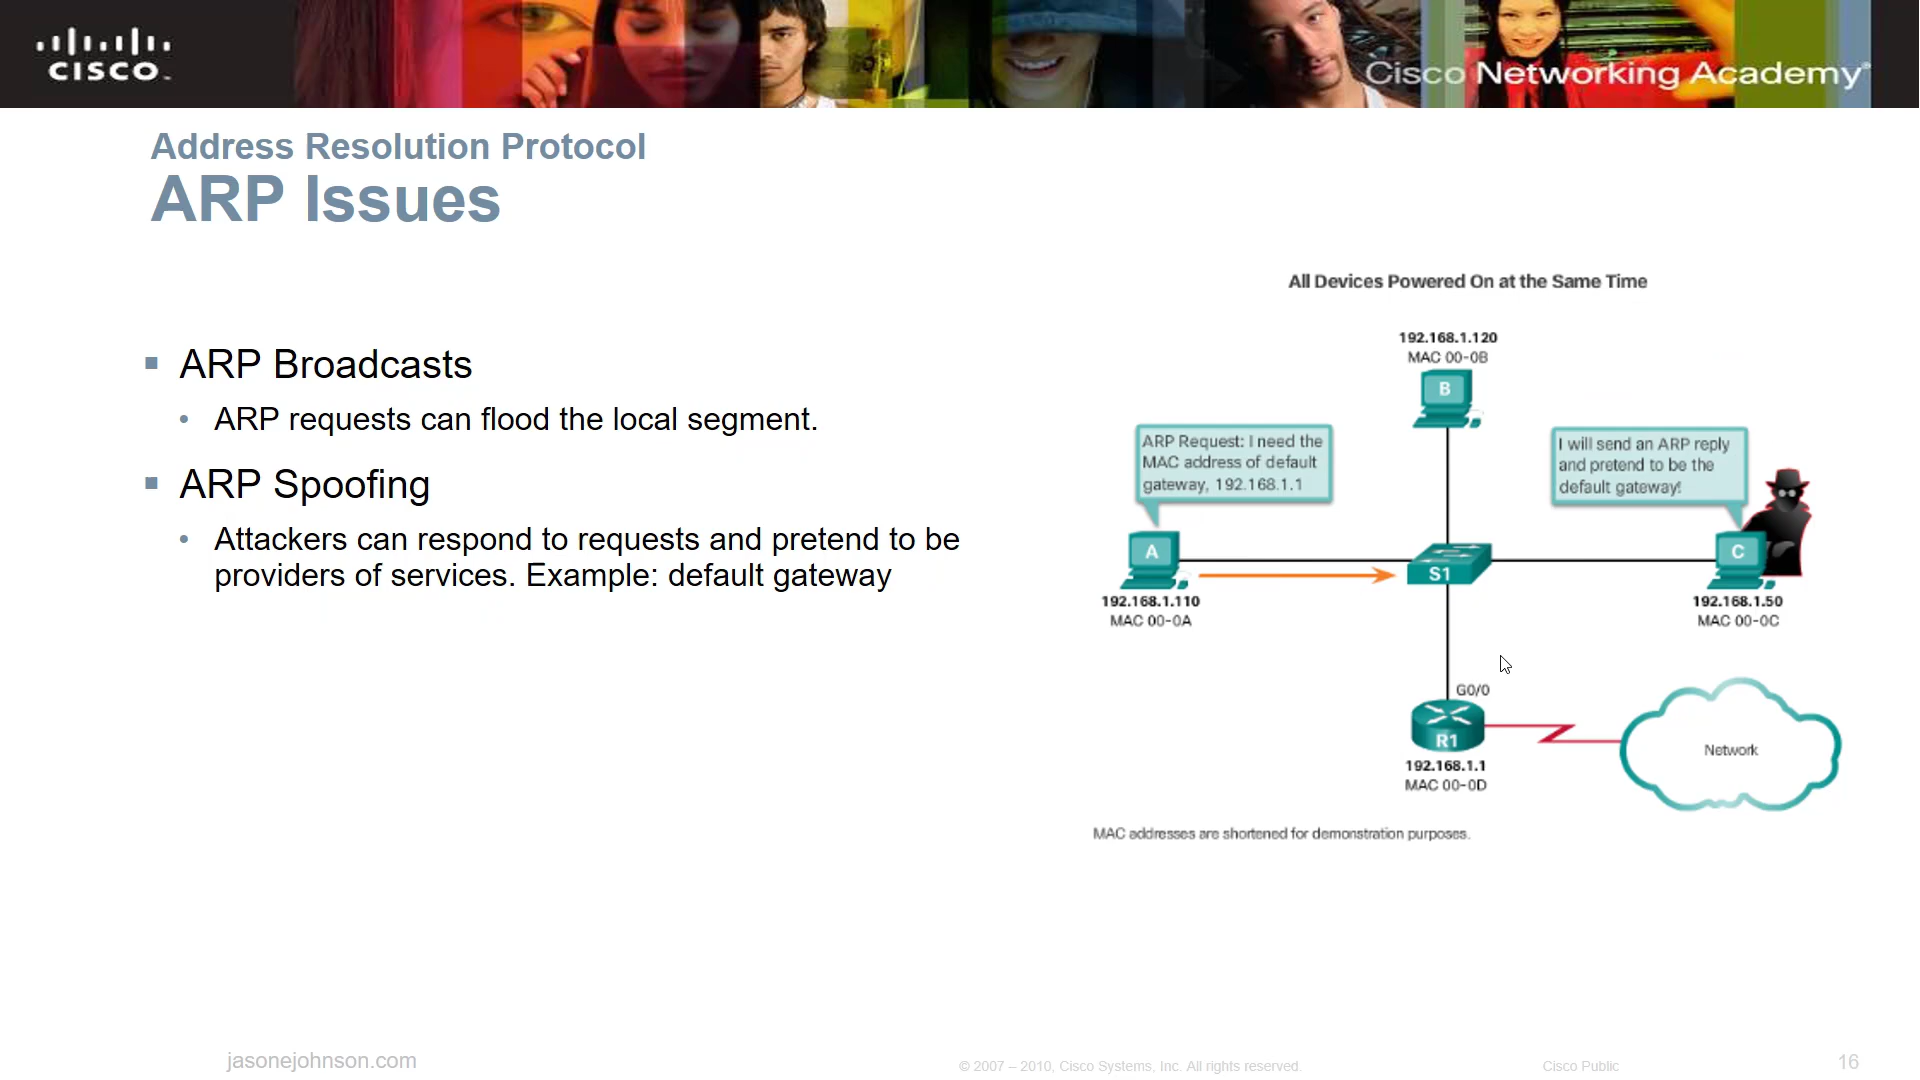 CISCO
Cisco Networking Academy®
Address Resolution Protocol
ARP Issues
ARP Broadcasts
ARP requests can flood the local segment.
ARP Spoofing
Attackers can respond to requests and pretend to be
providers of services. Example: default gateway
All Devices Powered On at the Same Time
192.168.1.120
MAC 00-0B
B
ARP Request: I need the
MAC address of default
gateway, 192.168.1.1
I will send an ARP reply
and pretend to be the
default gateway!
A
192.168.1.110
MAC 00-0A
S1
C
192.168.1.50
MAC 00-0C
G0/0
R1
192.168.1.1
MAC 00-0D
Network
MAC addresses are shortened for demonstration purposes.
jasonejohnson.com
© 2007 – 2010, Cisco Systems, Inc. All rights reserved.
Cisco Public
16